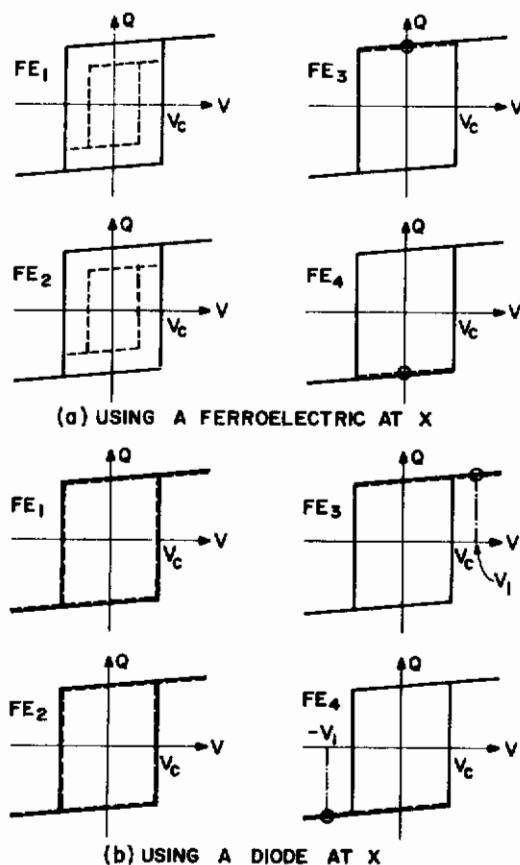 Q
Q
FE1
FE3
V
V
Vc
Vc
Q
Q
FE2
FE4
V
V
Vc
Vc
(a) USING A FERROELECTRIC AT X
Q
Q
FE1
FE3
V
V
Vc
Vc
V1
Q
Q
FE2
FE4
-V1
V
V
Vc
Vc
(b) USING A DIODE AT X